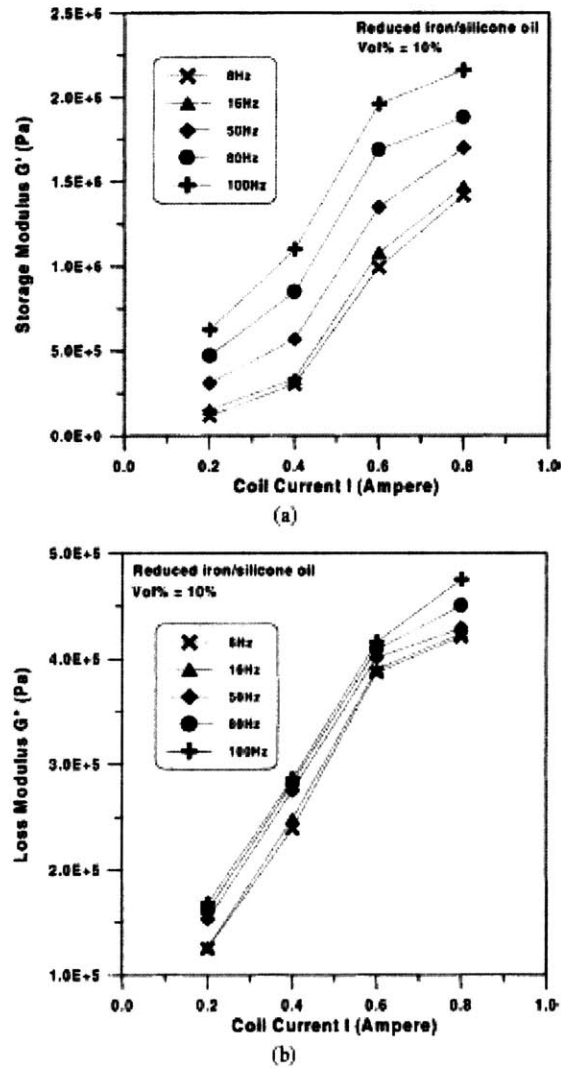 2.5E+6
Reduced iron/silicone oil
Vol% = 10%
8Hz
16Hz
50Hz
80Hz
100Hz
2.0E+6
1.5E+6
1.0E+6
5.0E+5
0.0E+0
Storage Modulus G' (Pa)
0.0 0.2 0.4 0.6 0.8 1.0
Coil Current I (Ampere)
(a)
5.0E+5
Reduced iron/silicone oil
Vol% = 10%
16Hz
50Hz
80Hz
100Hz
4.0E+5
3.0E+5
2.0E+5
1.0E+5
Loss Modulus G" (Pa)
0.0 0.2 0.4 0.6 0.8 1.0
Coil Current I (Ampere)
(b)